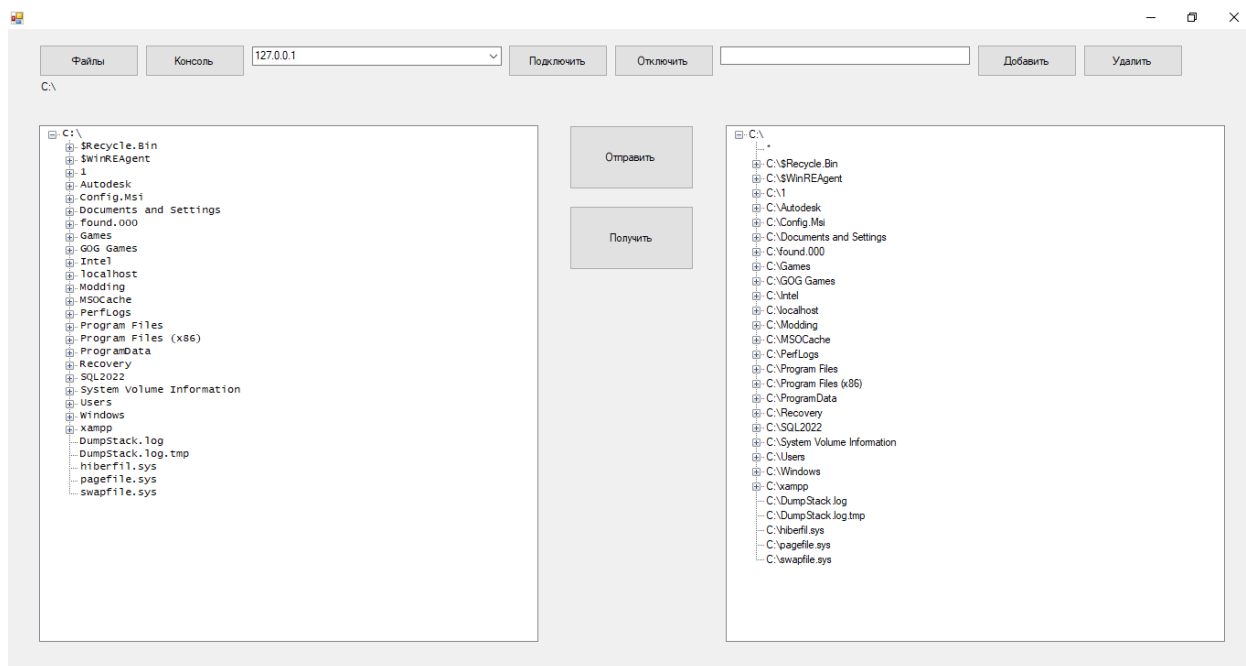 Файлы
Консоль
127.0.0.1
Подключить
Отключить
Добавить
Удалить
C:\
C:\
$Recycle.Bin
$WinREAgent
1
Autodesk
Config.Msi
Documents and Settings
found.000
Games
GOG Games
Intel
localhost
Modding
MSOCache
PerfLogs
Program Files
Program Files (x86)
ProgramData
Recovery
SQL2022
System Volume Information
Users
Windows
xampp
DumpStack.log
DumpStack.log.tmp
hiberfil.sys
pagefile.sys
swapfile.sys
Отправить
Получить
C:\
*
C:\$Recycle.Bin
C:\$WinREAgent
C:\1
C:\Autodesk
C:\Config.Msi
C:\Documents and Settings
C:\found.000
C:\Games
C:\GOG Games
C:\Intel
C:\localhost
C:\Modding
C:\MSOCache
C:\PerfLogs
C:\Program Files
C:\Program Files (x86)
C:\ProgramData
C:\Recovery
C:\SQL2022
C:\System Volume Information
C:\Users
C:\Windows
C:\xampp
C:\DumpStack.log
C:\DumpStack.log.tmp
C:\hiberfil.sys
C:\pagefile.sys
C:\swapfile.sys